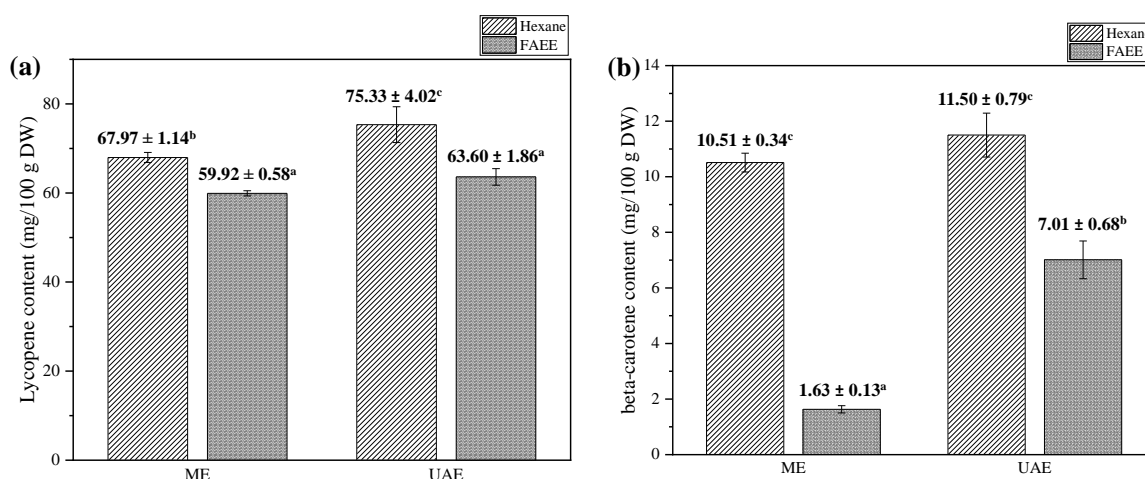 Hexane
FAEE
(a)
Lycopene content (mg/100 g DW)
80
60
40
20
0
67.97 ± 1.14ᵇ
59.92 ± 0.58ᵃ
75.33 ± 4.02ᶜ
63.60 ± 1.86ᵃ
ME
UAE
Hexan
FAEE
(b)
beta-carotene content (mg/100 g DW)
14
12
10
8
6
4
2
0
10.51 ± 0.34ᶜ
1.63 ± 0.13ᵃ
11.50 ± 0.79ᶜ
7.01 ± 0.68ᵇ
ME
UAE